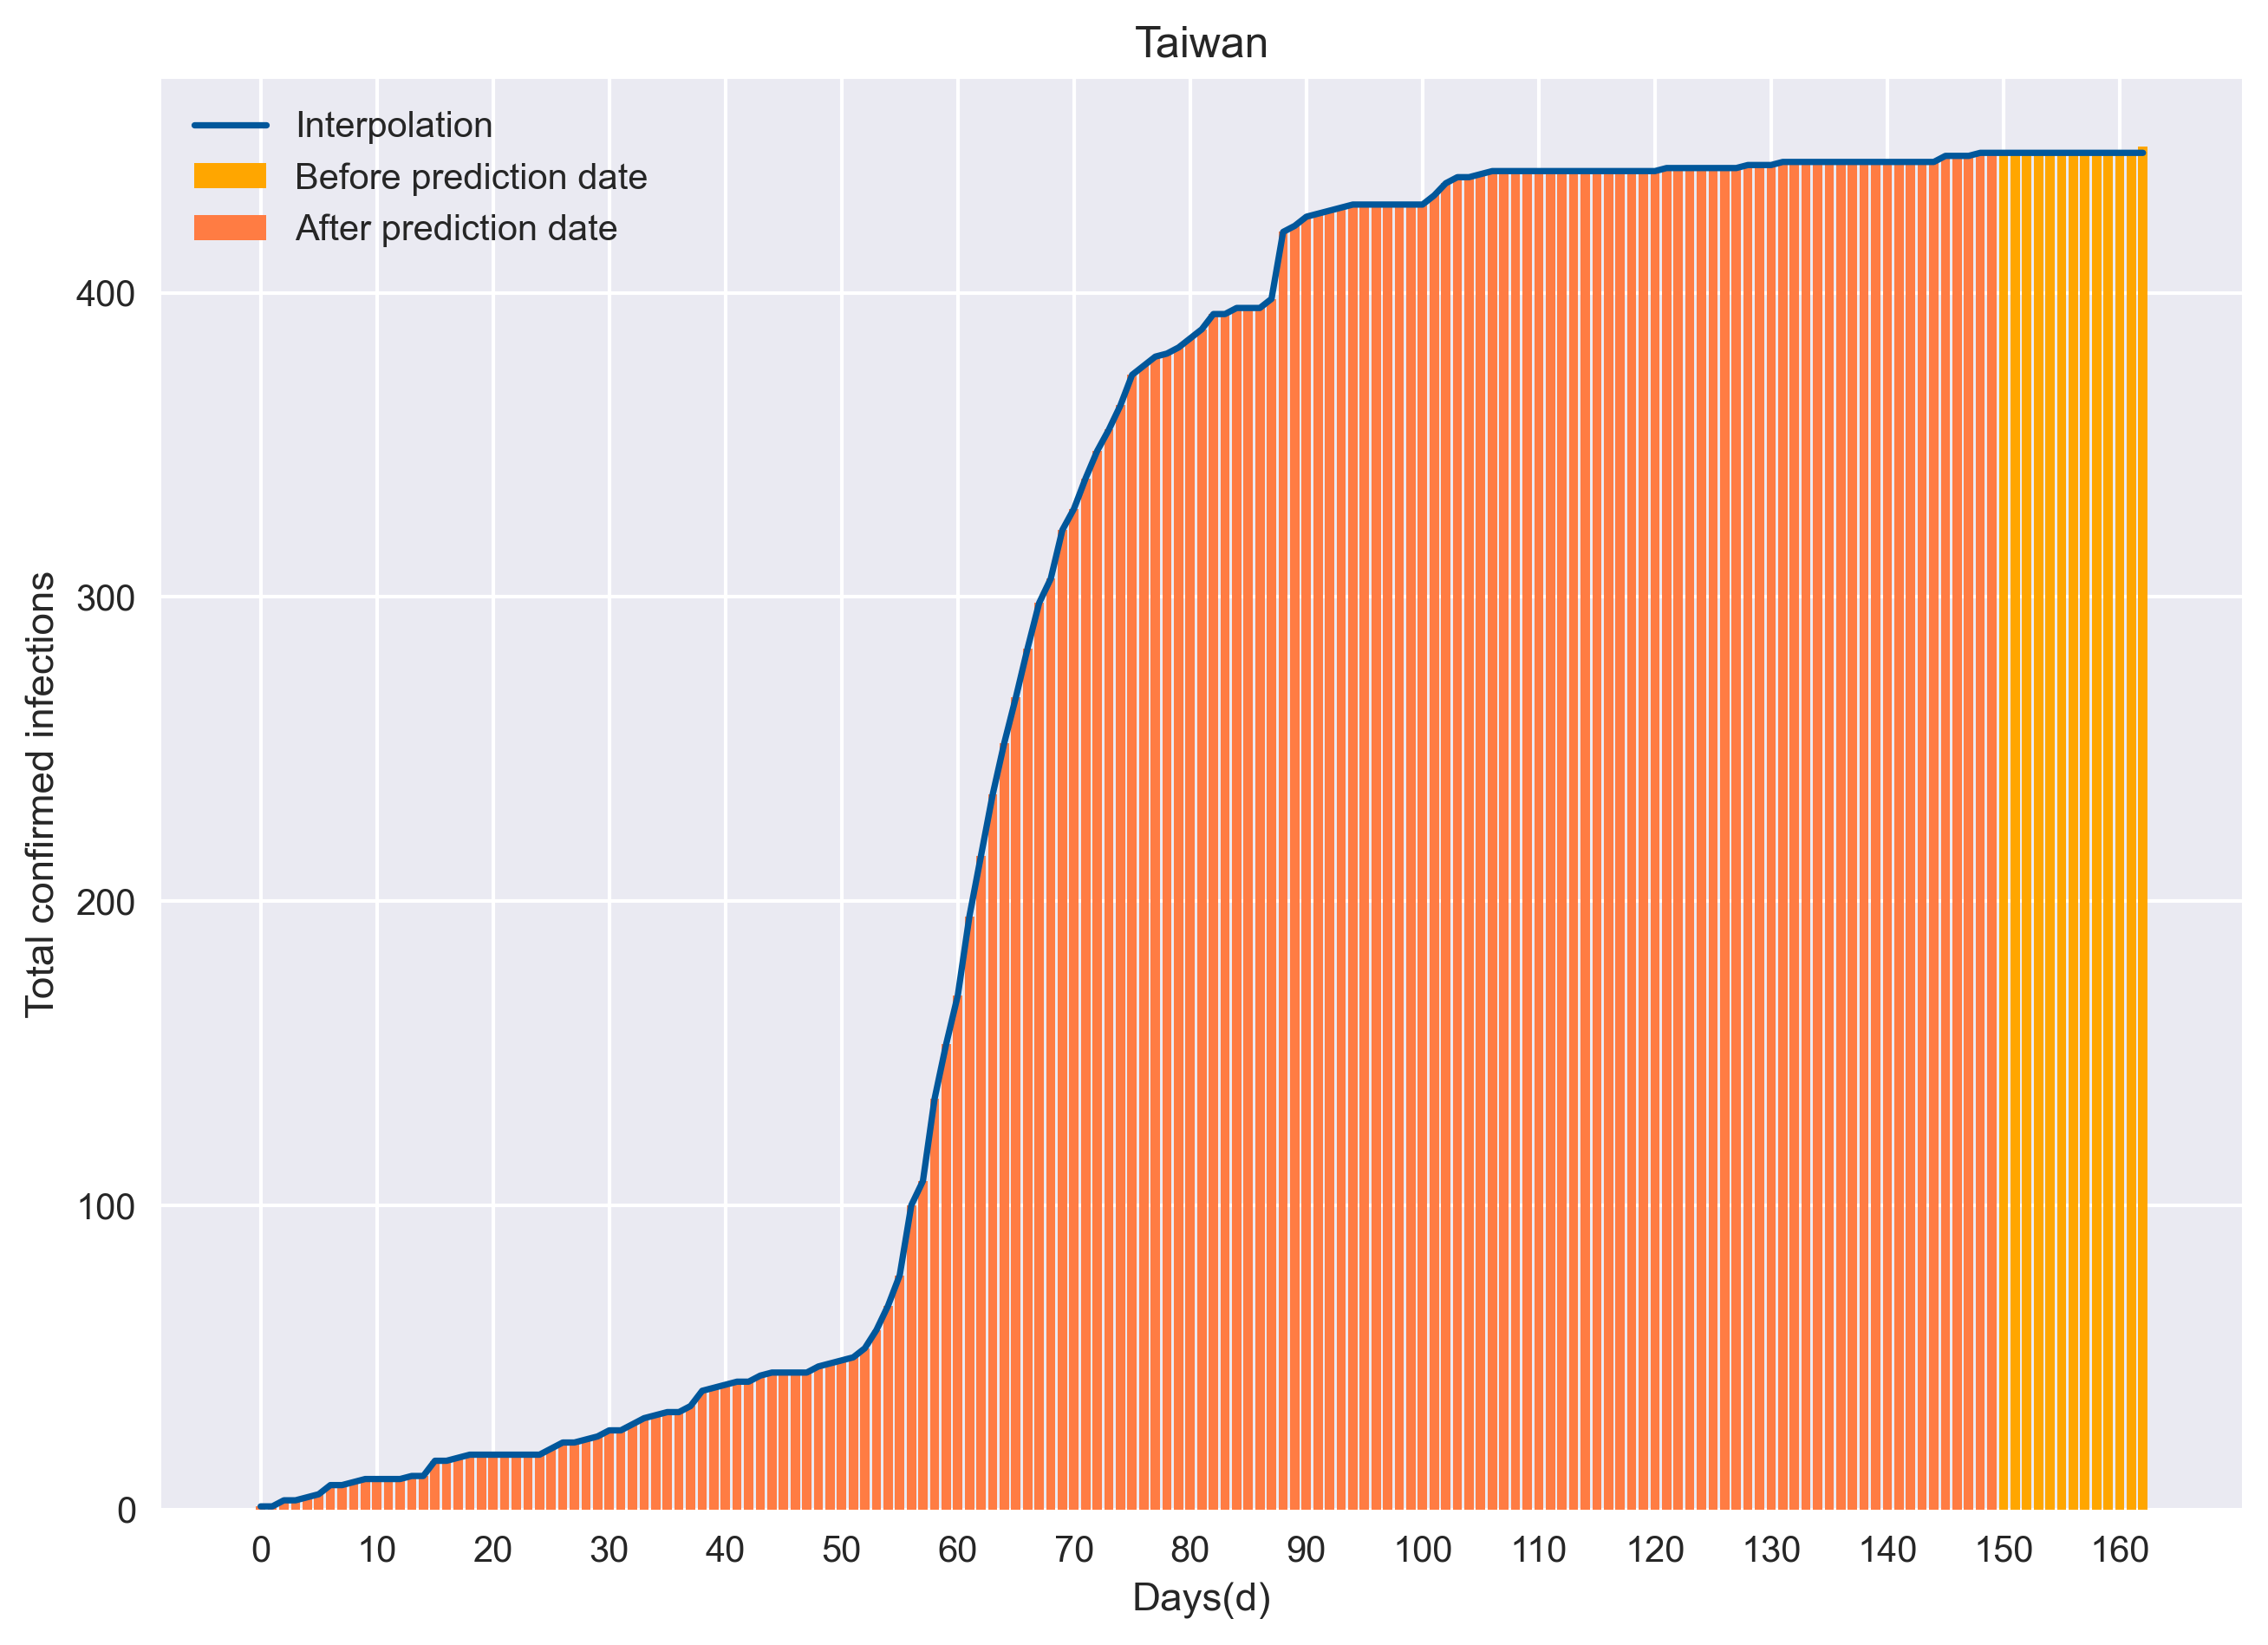 Taiwan
Interpolation
Before prediction date
After prediction date
Total confirmed infections
400
300
200
100
0
0 10 20 30 40 50 60 70 80 90 100 110 120 130 140 150 160
Days(d)